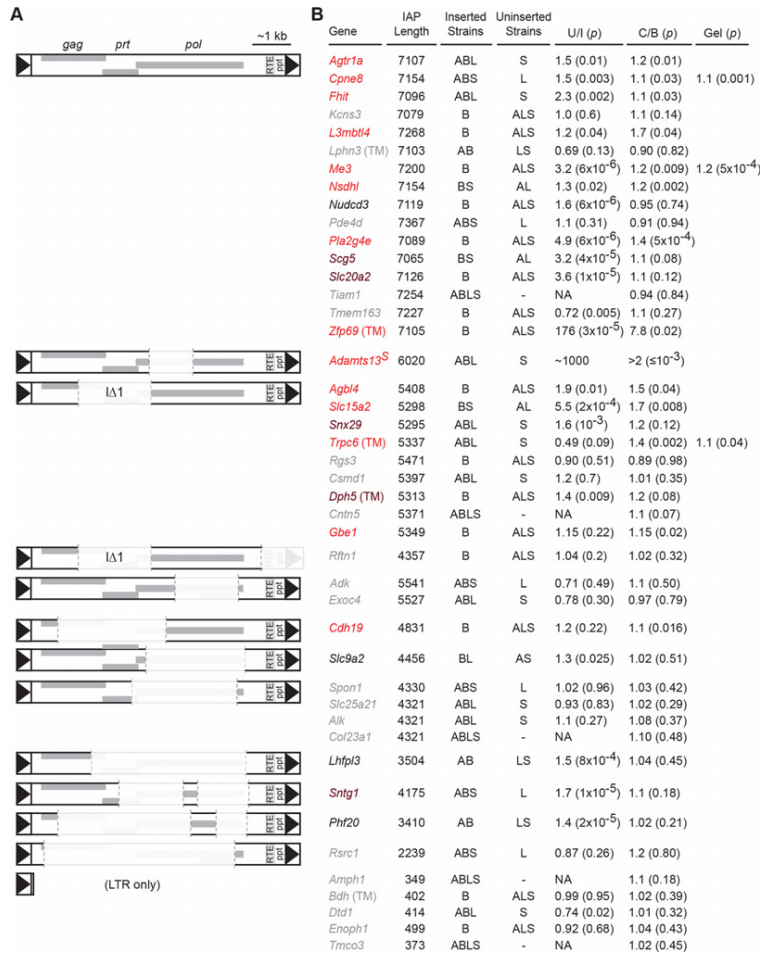 A
gag prt pol ~1 kb
RTE ppt
RTE ppt
IΔ1 RTE ppt
IΔ1
RTE ppt
RTE ppt
RTE ppt
RTE ppt
RTE ppt
RTE ppt
RTE ppt
RTE ppt
(LTR only)
B
Gene IAP Length Inserted Strains Uninserted Strains U/I (p) C/B (p) Gel (p)
Agtr1a 7107 ABL S 1.5 (0.01) 1.2 (0.01)
Cpne8 7154 ABS L 1.5 (0.003) 1.1 (0.03) 1.1 (0.001)
Fhit 7096 ABL S 2.3 (0.002) 1.1 (0.03)
Kcns3 7079 B ALS 1.0 (0.6) 1.1 (0.14)
L3mbtl4 7268 B ALS 1.2 (0.04) 1.7 (0.04)
Lphn3 (TM) 7103 AB LS 0.69 (0.13) 0.90 (0.82)
Me3 7200 B ALS 3.2 (6x10-6) 1.2 (0.009) 1.2 (5x10-4)
Nsdhl 7154 BS AL 1.3 (0.02) 1.2 (0.002)
Nudcd3 7119 B ALS 1.6 (6x10-6) 0.95 (0.74)
Pde4d 7367 ABS L 1.1 (0.31) 0.91 (0.94)
Pla2g4e 7089 B ALS 4.9 (6x10-6) 1.4 (5x10-4)
Scg5 7065 BS AL 3.2 (4x10-5) 1.1 (0.08)
Slc20a2 7126 B ALS 3.6 (1x10-5) 1.1 (0.12)
Tiam1 7254 ABLS - NA 0.94 (0.84)
Tmem163 7227 B ALS 0.72 (0.005) 1.1 (0.27)
Zfp69 (TM) 7105 B ALS 176 (3x10-5) 7.8 (0.02)
Adamts13S 6020 ABL S ~1000 >2 (≤10-3)
Agbl4 5408 B ALS 1.9 (0.01) 1.5 (0.04)
Slc15a2 5298 BS AL 5.5 (2x10-4) 1.7 (0.008)
Snx29 5295 ABL S 1.6 (10-3) 1.2 (0.12)
Trpc6 (TM) 5337 ABL S 0.49 (0.09) 1.4 (0.002) 1.1 (0.04)
Rgs3 5471 B ALS 0.90 (0.51) 0.89 (0.98)
Csmd1 5397 ABL S 1.2 (0.7) 1.01 (0.35)
Dph5 (TM) 5313 B ALS 1.4 (0.009) 1.2 (0.08)
Cntn5 5371 ABLS - NA 1.1 (0.07)
Gbe1 5349 B ALS 1.15 (0.22) 1.15 (0.02)
Rftn1 4357 B ALS 1.04 (0.2) 1.02 (0.32)
Adk 5541 ABS L 0.71 (0.49) 1.1 (0.50)
Exoc4 5527 ABL S 0.78 (0.30) 0.97 (0.79)
Cdh19 4831 B ALS 1.2 (0.22) 1.1 (0.016)
Slc9a2 4456 BL AS 1.3 (0.025) 1.02 (0.51)
Spon1 4330 ABS L 1.02 (0.96) 1.03 (0.42)
Slc25a21 4321 ABL S 0.93 (0.83) 1.02 (0.29)
Alk 4321 ABL S 1.1 (0.27) 1.08 (0.37)
Col23a1 4321 ABLS - NA 1.10 (0.48)
Lhfpl3 3504 AB LS 1.5 (8x10-4) 1.04 (0.45)
Sntg1 4175 ABS L 1.7 (1x10-5) 1.1 (0.18)
Phf20 3410 AB LS 1.4 (2x10-5) 1.02 (0.21)
Rsrc1 2239 ABS L 0.87 (0.26) 1.2 (0.80)
Amph1 349 ABLS - NA 1.1 (0.18)
Bdh (TM) 402 B ALS 0.99 (0.95) 1.02 (0.39)
Dtd1 414 ABL S 0.74 (0.02) 1.01 (0.32)
Enoph1 499 B ALS 0.92 (0.68) 1.04 (0.43)
Tmco3 373 ABLS - NA 1.02 (0.45)